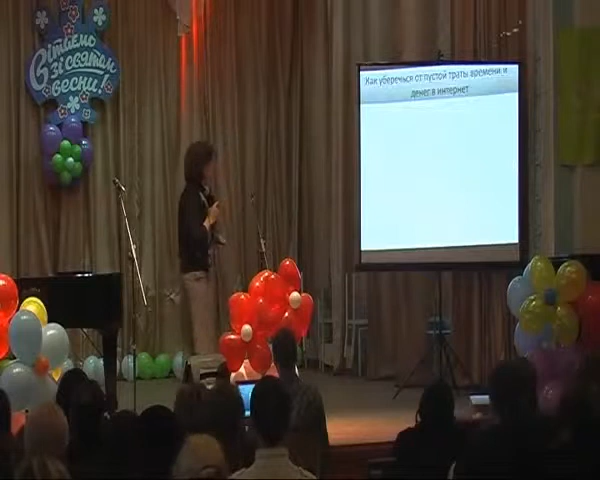 Вітаємо
зі святом
весни!
Как уберечься от пустой траты времени и
денег в интернет